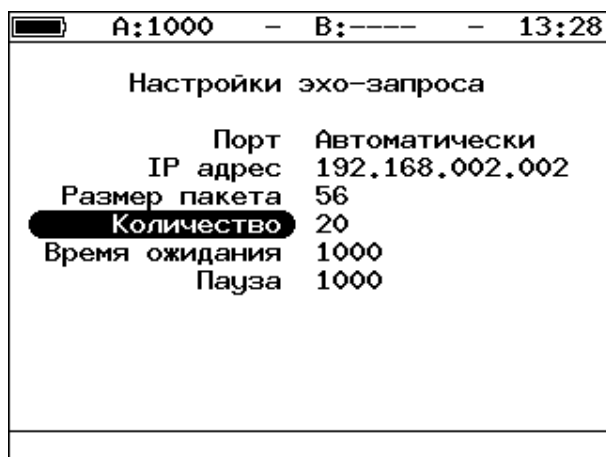 A:1000 – B:---- – 13:28
Настройки эхо-запроса
Порт Автоматически
IP адрес 192.168.002.002
Размер пакета 56
Количество 20
Время ожидания 1000
Пауза 1000